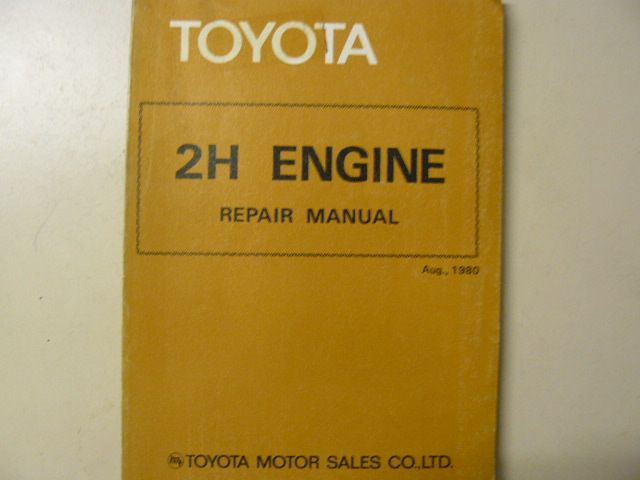 TOYOTA
2H ENGINE
REPAIR MANUAL
Aug., 1980
TOYOTA MOTOR SALES CO.,LTD.